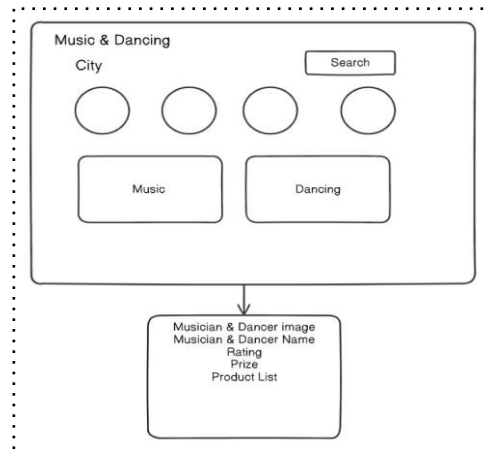 Music & Dancing
City
Search
Music
Dancing
Musician & Dancer image
Musician & Dancer Name
Rating
Prize
Product List